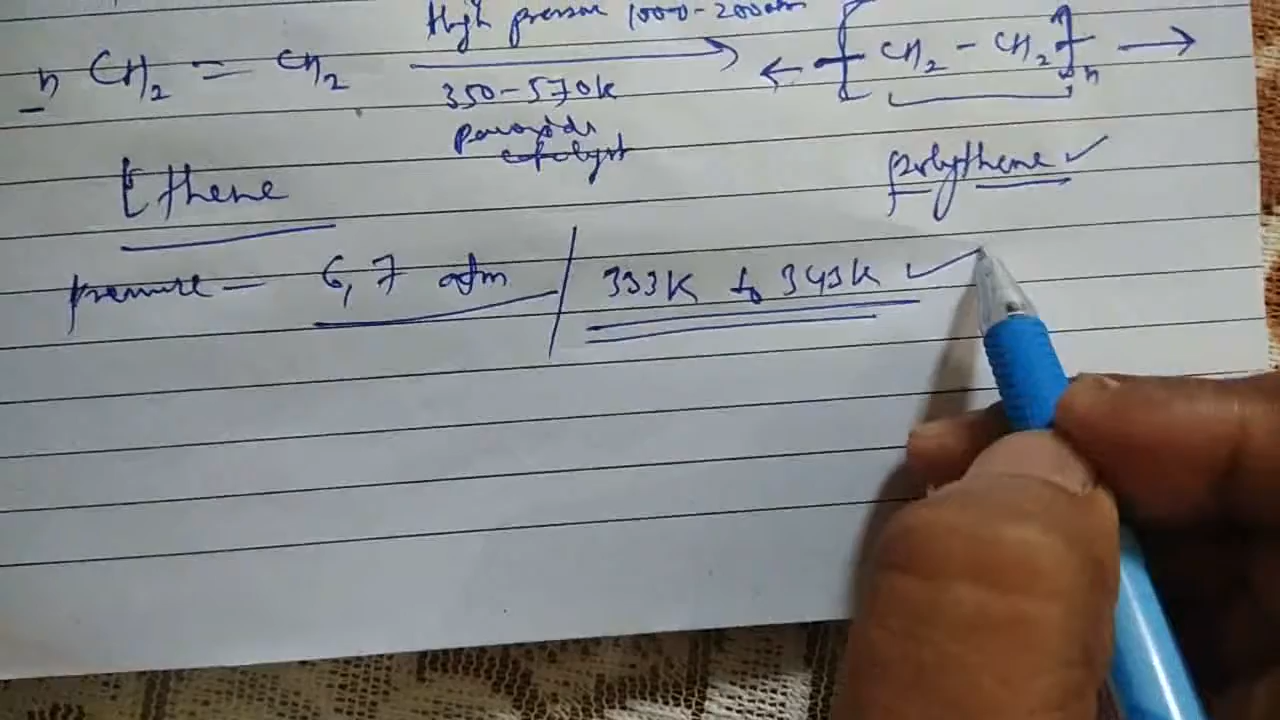 High pressure 1000-200atm
n CH2 = CH2 ⟶ ← [ CH2 - CH2 ]n →
350-570K
peroxide
catalyst
Ethene
polythene ✓
pressure - 6,7 atm / 333K to 343K ✓